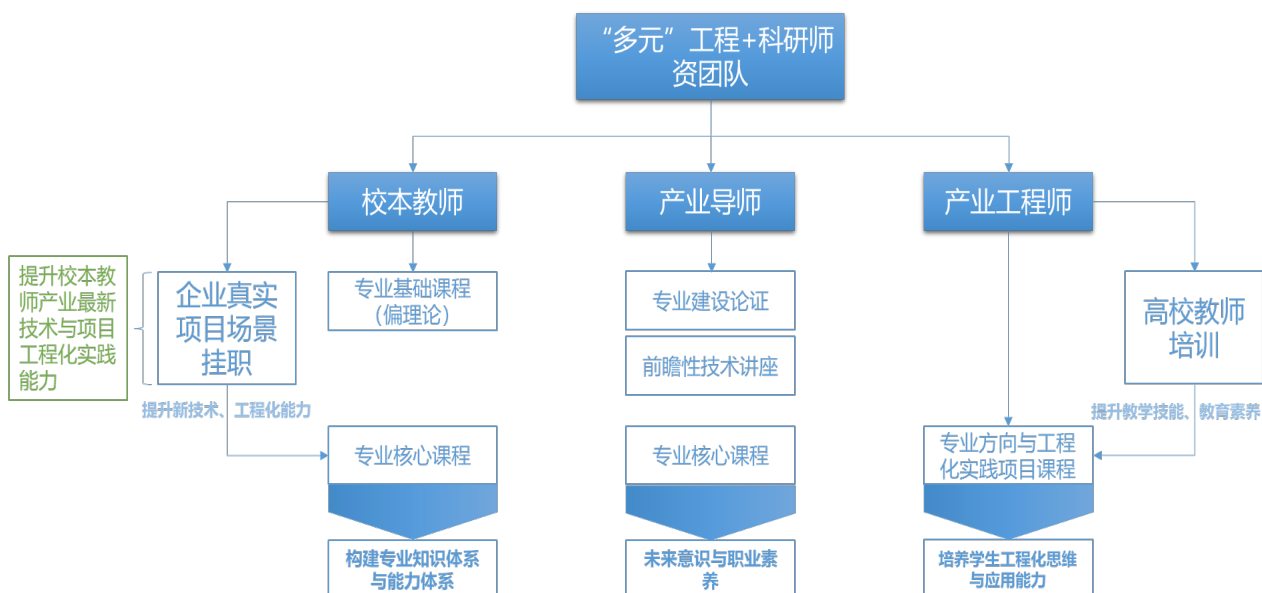 “多元”工程+科研师
资团队
校本教师
产业导师
产业工程师
提升校本教
师产业最新
技术与项目
工程化实践
能力
企业真实
项目场景
挂职
专业基础课程
（偏理论）
专业建设论证
前瞻性技术讲座
高校教师
培训
提升新技术、工程化能力
提升教学技能、教育素养
专业核心课程
专业核心课程
专业方向与工程
化实践项目课程
构建专业知识体系
与能力体系
未来意识与职业素
养
培养学生工程化思维
与应用能力